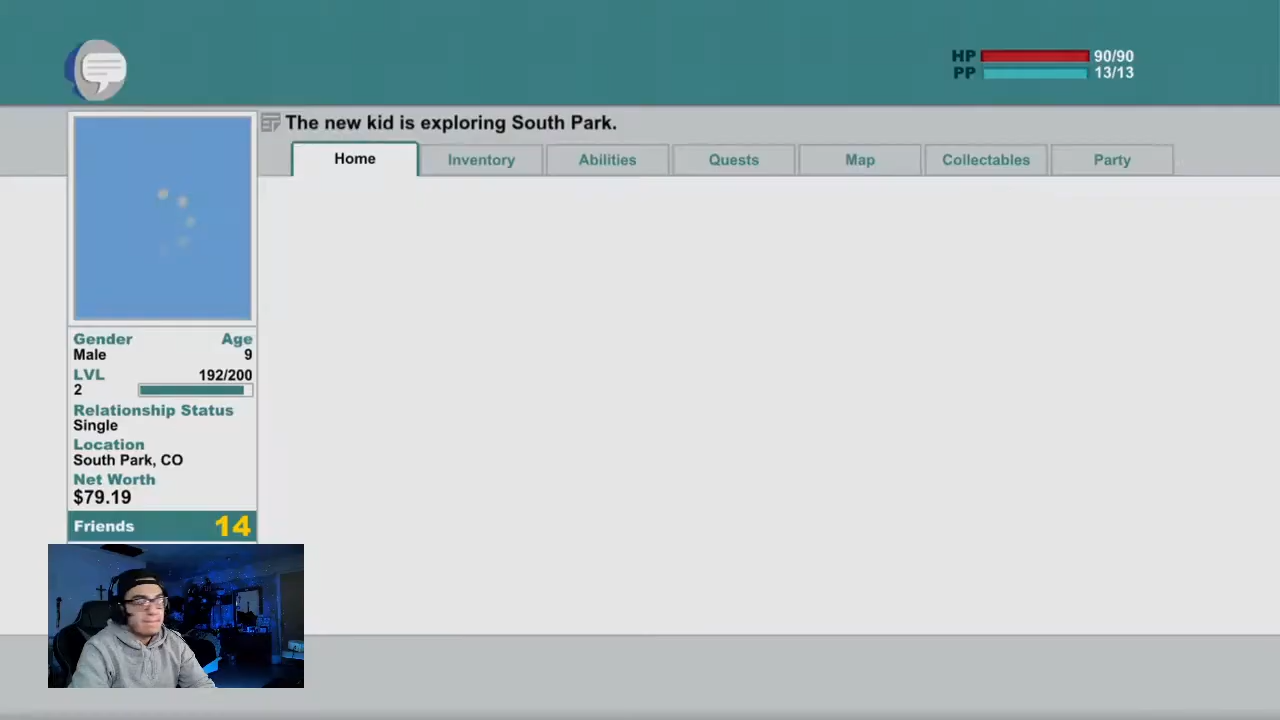 HP 90/90
PP 13/13
The new kid is exploring South Park.
Home Inventory Abilities Quests Map Collectables Party
Gender Age
Male 9
LVL 192/200
2
Relationship Status
Single
Location
South Park, CO
Net Worth
$79.19
Friends 14